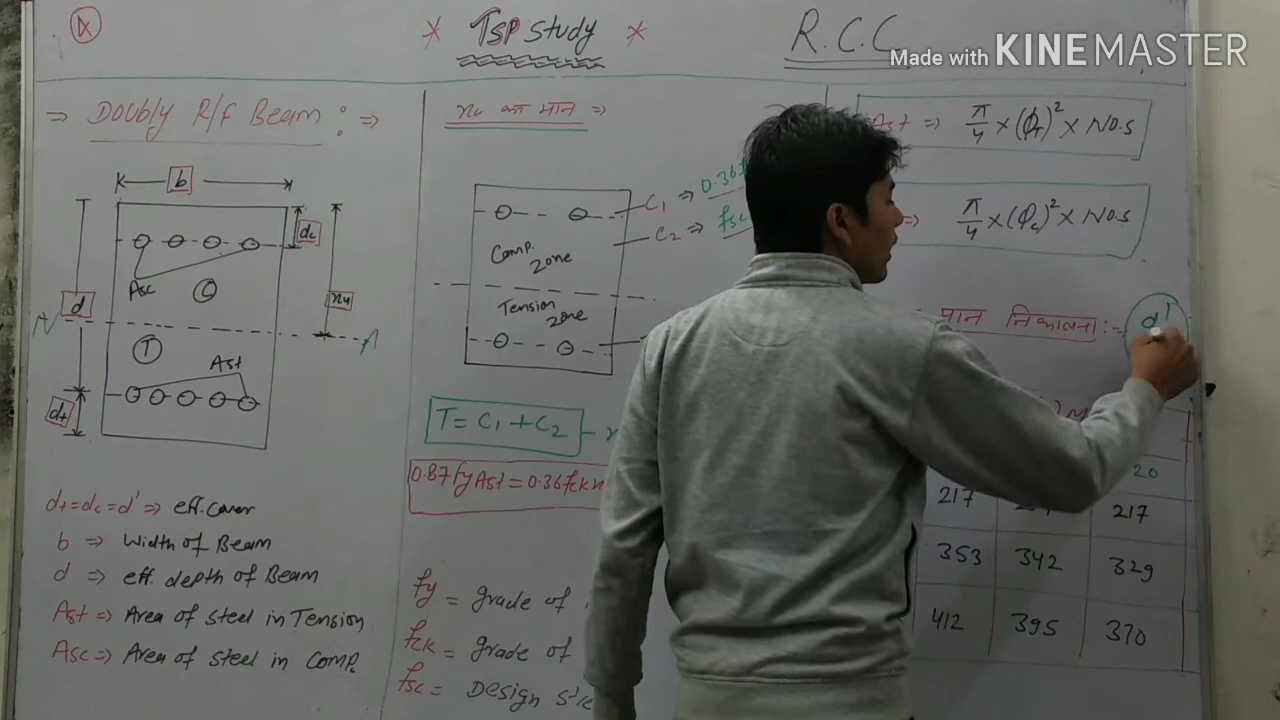 4
* TSP Study *
R.C.C
Made with KINEMASTER
=> Doubly R/F Beam :=>
b
dc
Asc
C
d
xu
N
A
T
Ast
dt
dt = dc = d' => eff. Cover
b => Width of Beam
d => eff. depth of Beam
Ast => Area of Steel in Tension
Asc => Area of Steel in Comp.
xu का मान =>
C1 => 0.36f
C2 => fsc
Comp. zone
Tension zone
T = C1 + C2
0.87 fy Ast = 0.36 fck x
fy = grade of
fck = grade of
fsc = Design
Ast => π/4 × (φT)² × No.s
=> π/4 × (φc)² × No.s
मान निकालना :- d'
20
217 217
353 342 329
412 395 370